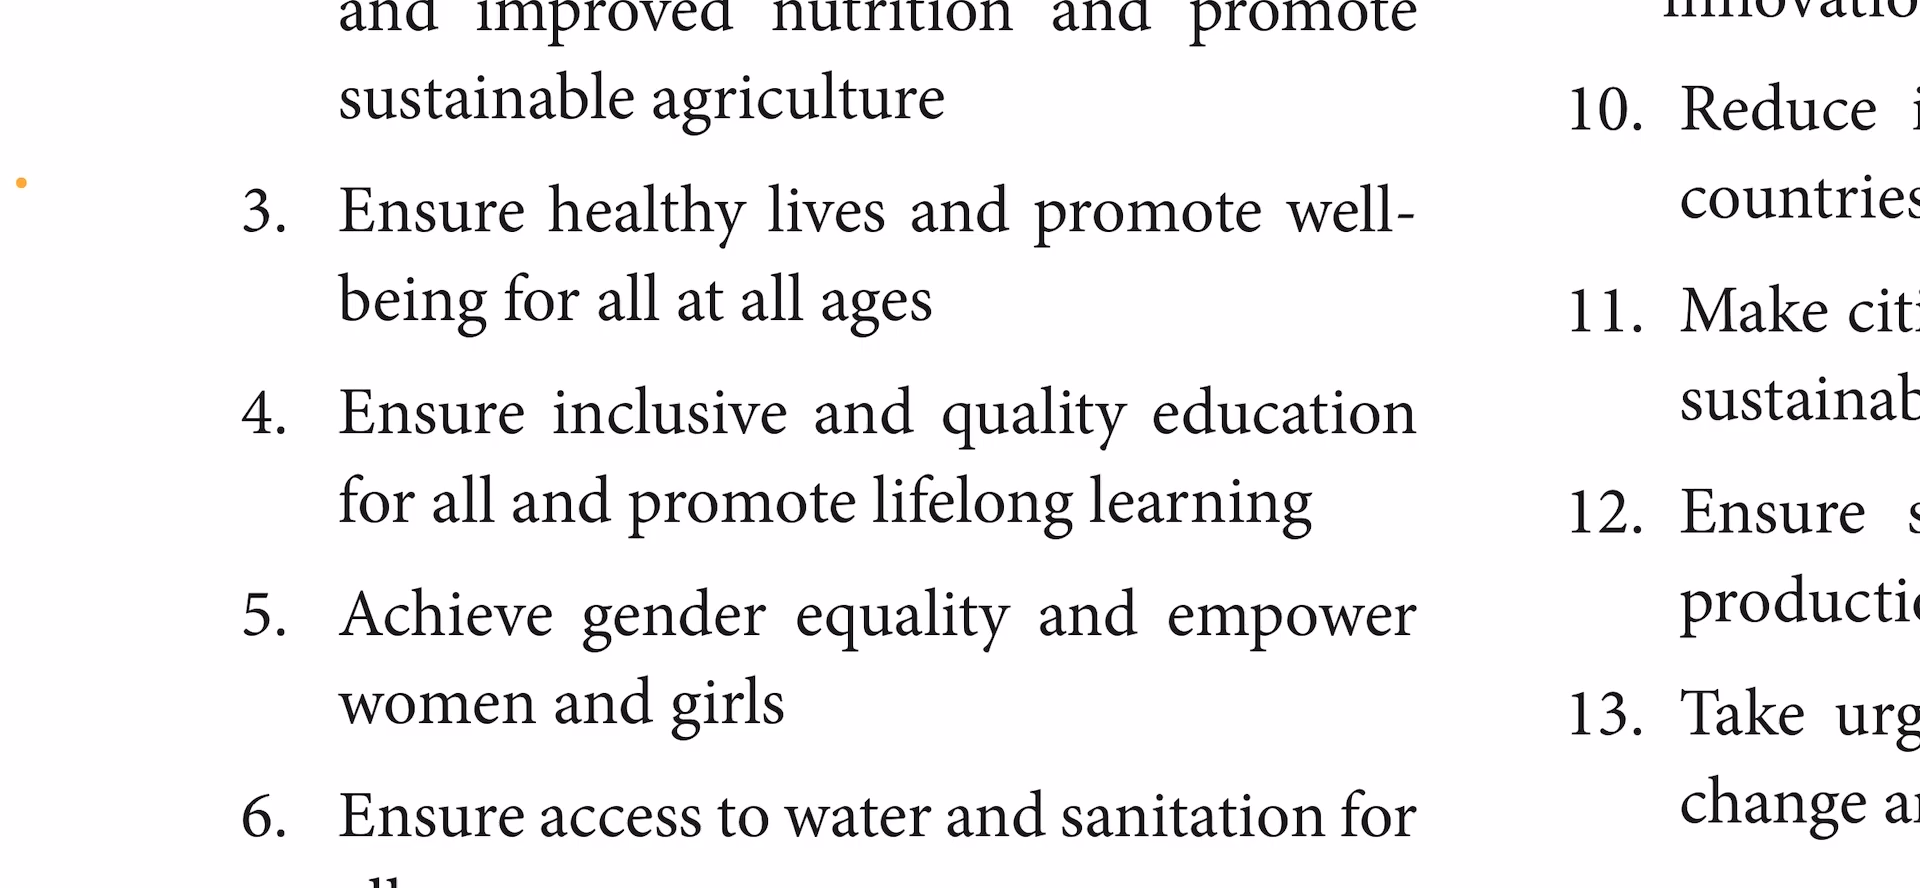 and improved nutrition and promote
sustainable agriculture
3. Ensure healthy lives and promote well-
being for all at all ages
4. Ensure inclusive and quality education
for all and promote lifelong learning
5. Achieve gender equality and empower
women and girls
6. Ensure access to water and sanitation for
10. Reduce
countries
11. Make
12. Ensure
13. Take
change